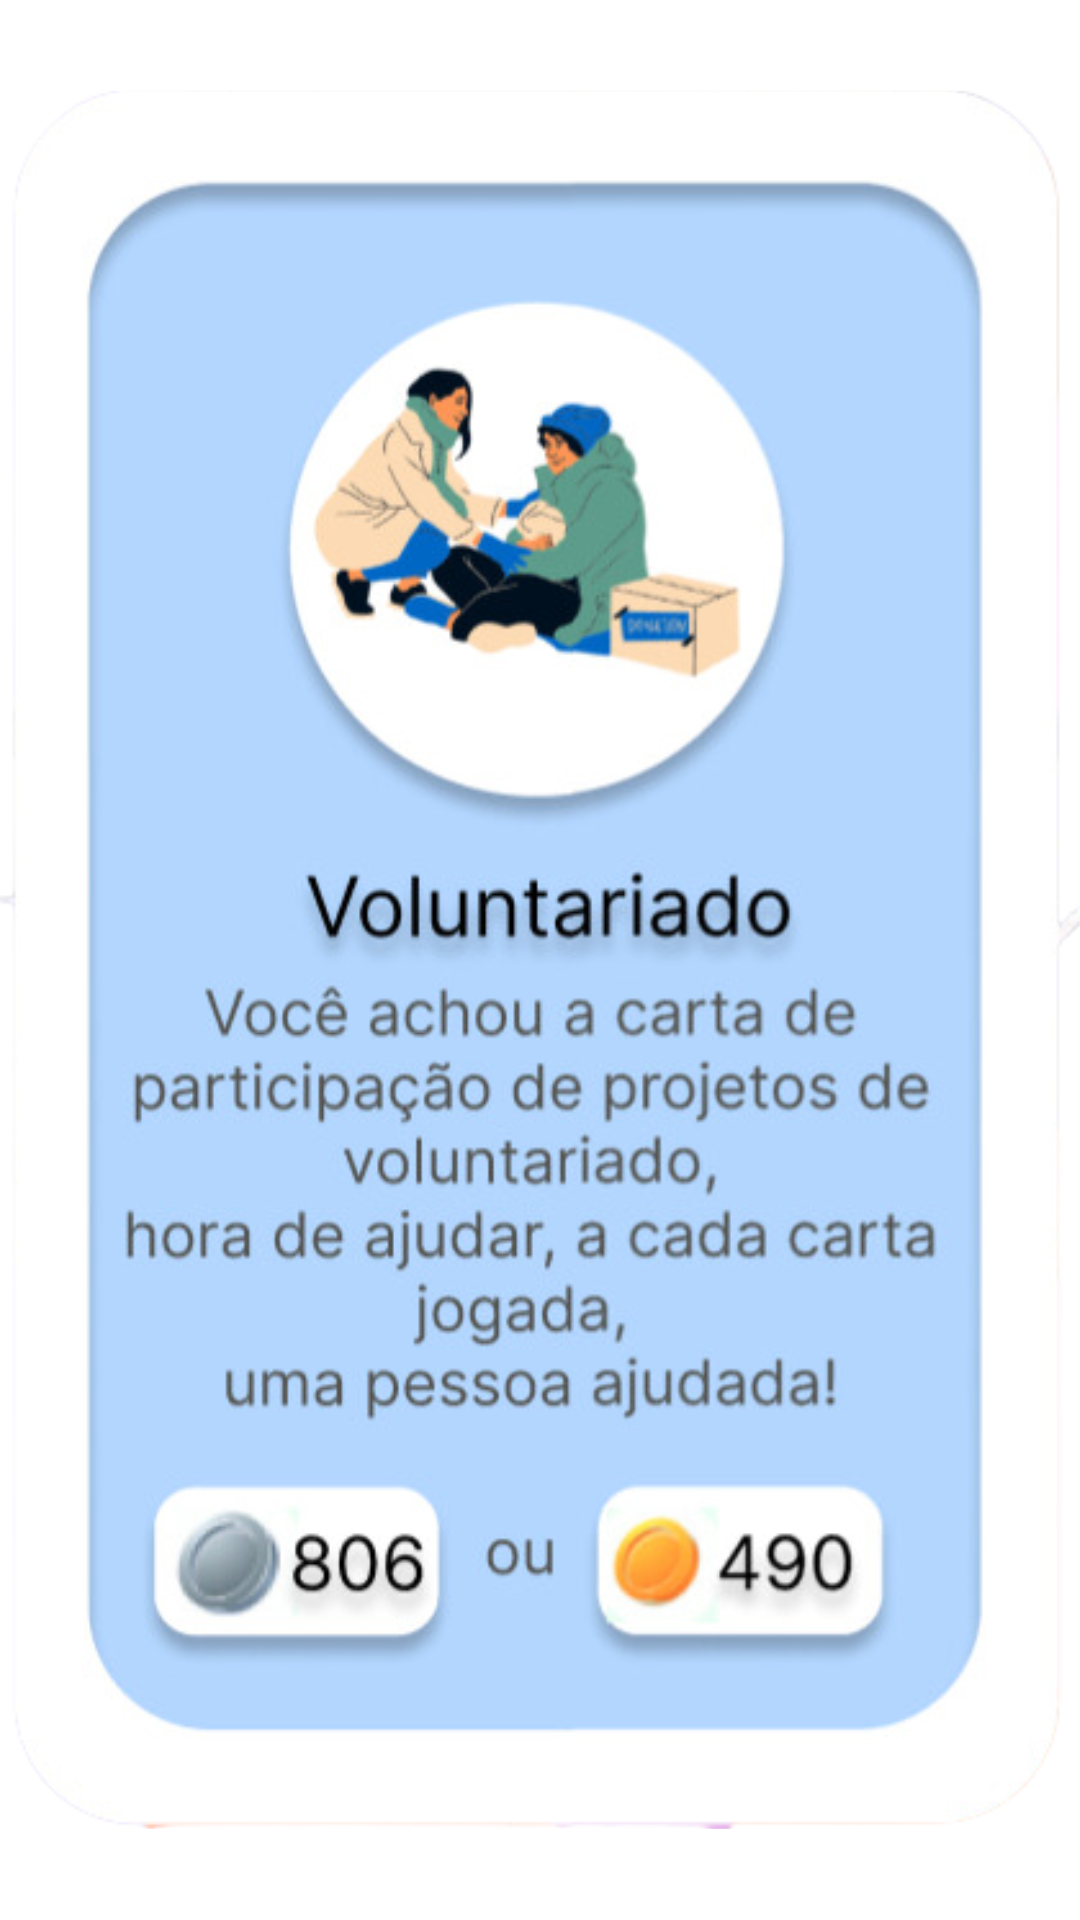 DONATION
Voluntariado
Você achou a carta de
participação de projetos de
voluntariado,
hora de ajudar, a cada carta
jogada,
uma pessoa ajudada!
806 ou 490